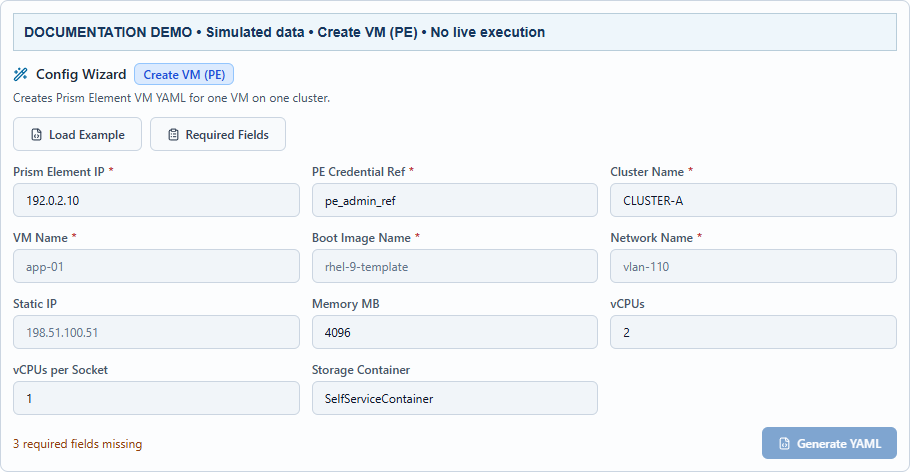 DOCUMENTATION DEMO • Simulated data • Create VM (PE) • No live execution
Config Wizard Create VM (PE)
Creates Prism Element VM YAML for one VM on one cluster.
Load Example Required Fields
Prism Element IP * PE Credential Ref * Cluster Name *
192.0.2.10 pe_admin_ref CLUSTER-A
VM Name * Boot Image Name * Network Name *
app-01 rhel-9-template vlan-110
Static IP Memory MB vCPUs
198.51.100.51 4096 2
vCPUs per Socket Storage Container
1 SelfServiceContainer
3 required fields missing Generate YAML